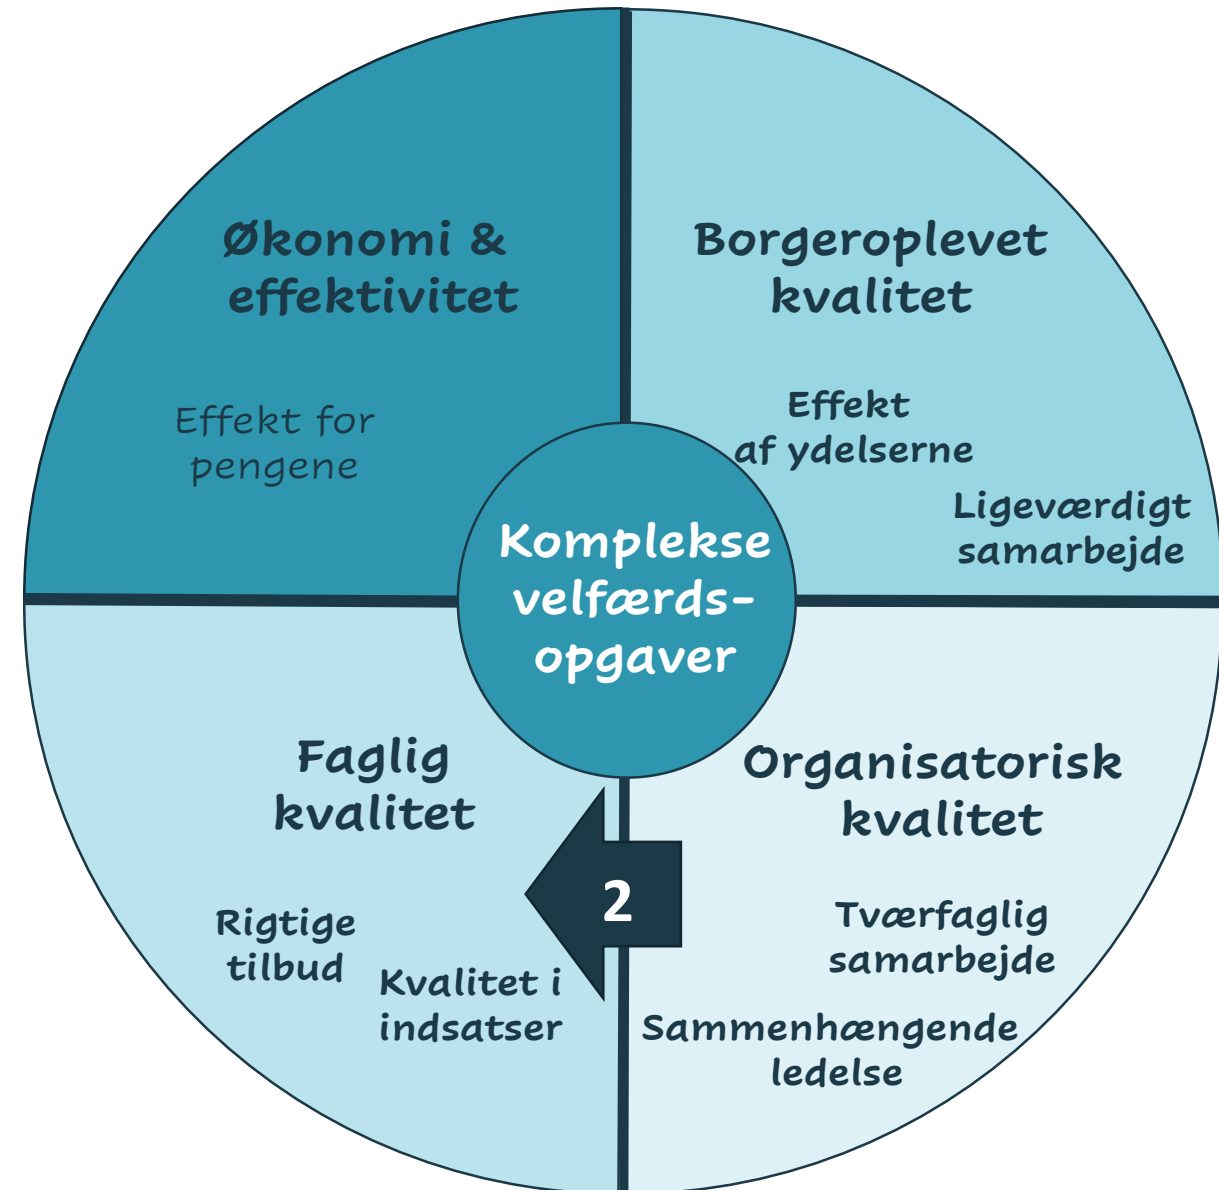 Økonomi &
effektivitet
Effekt for
pengene
Borgeroplevet
kvalitet
Effekt
af ydelserne
Ligeværdigt
samarbejde
Komplekse
velfærds-
opgaver
Faglig
kvalitet
Rigtige
tilbud
Kvalitet i
indsatser
2
Organisatorisk
kvalitet
Tværfaglig
samarbejde
Sammenhængende
ledelse